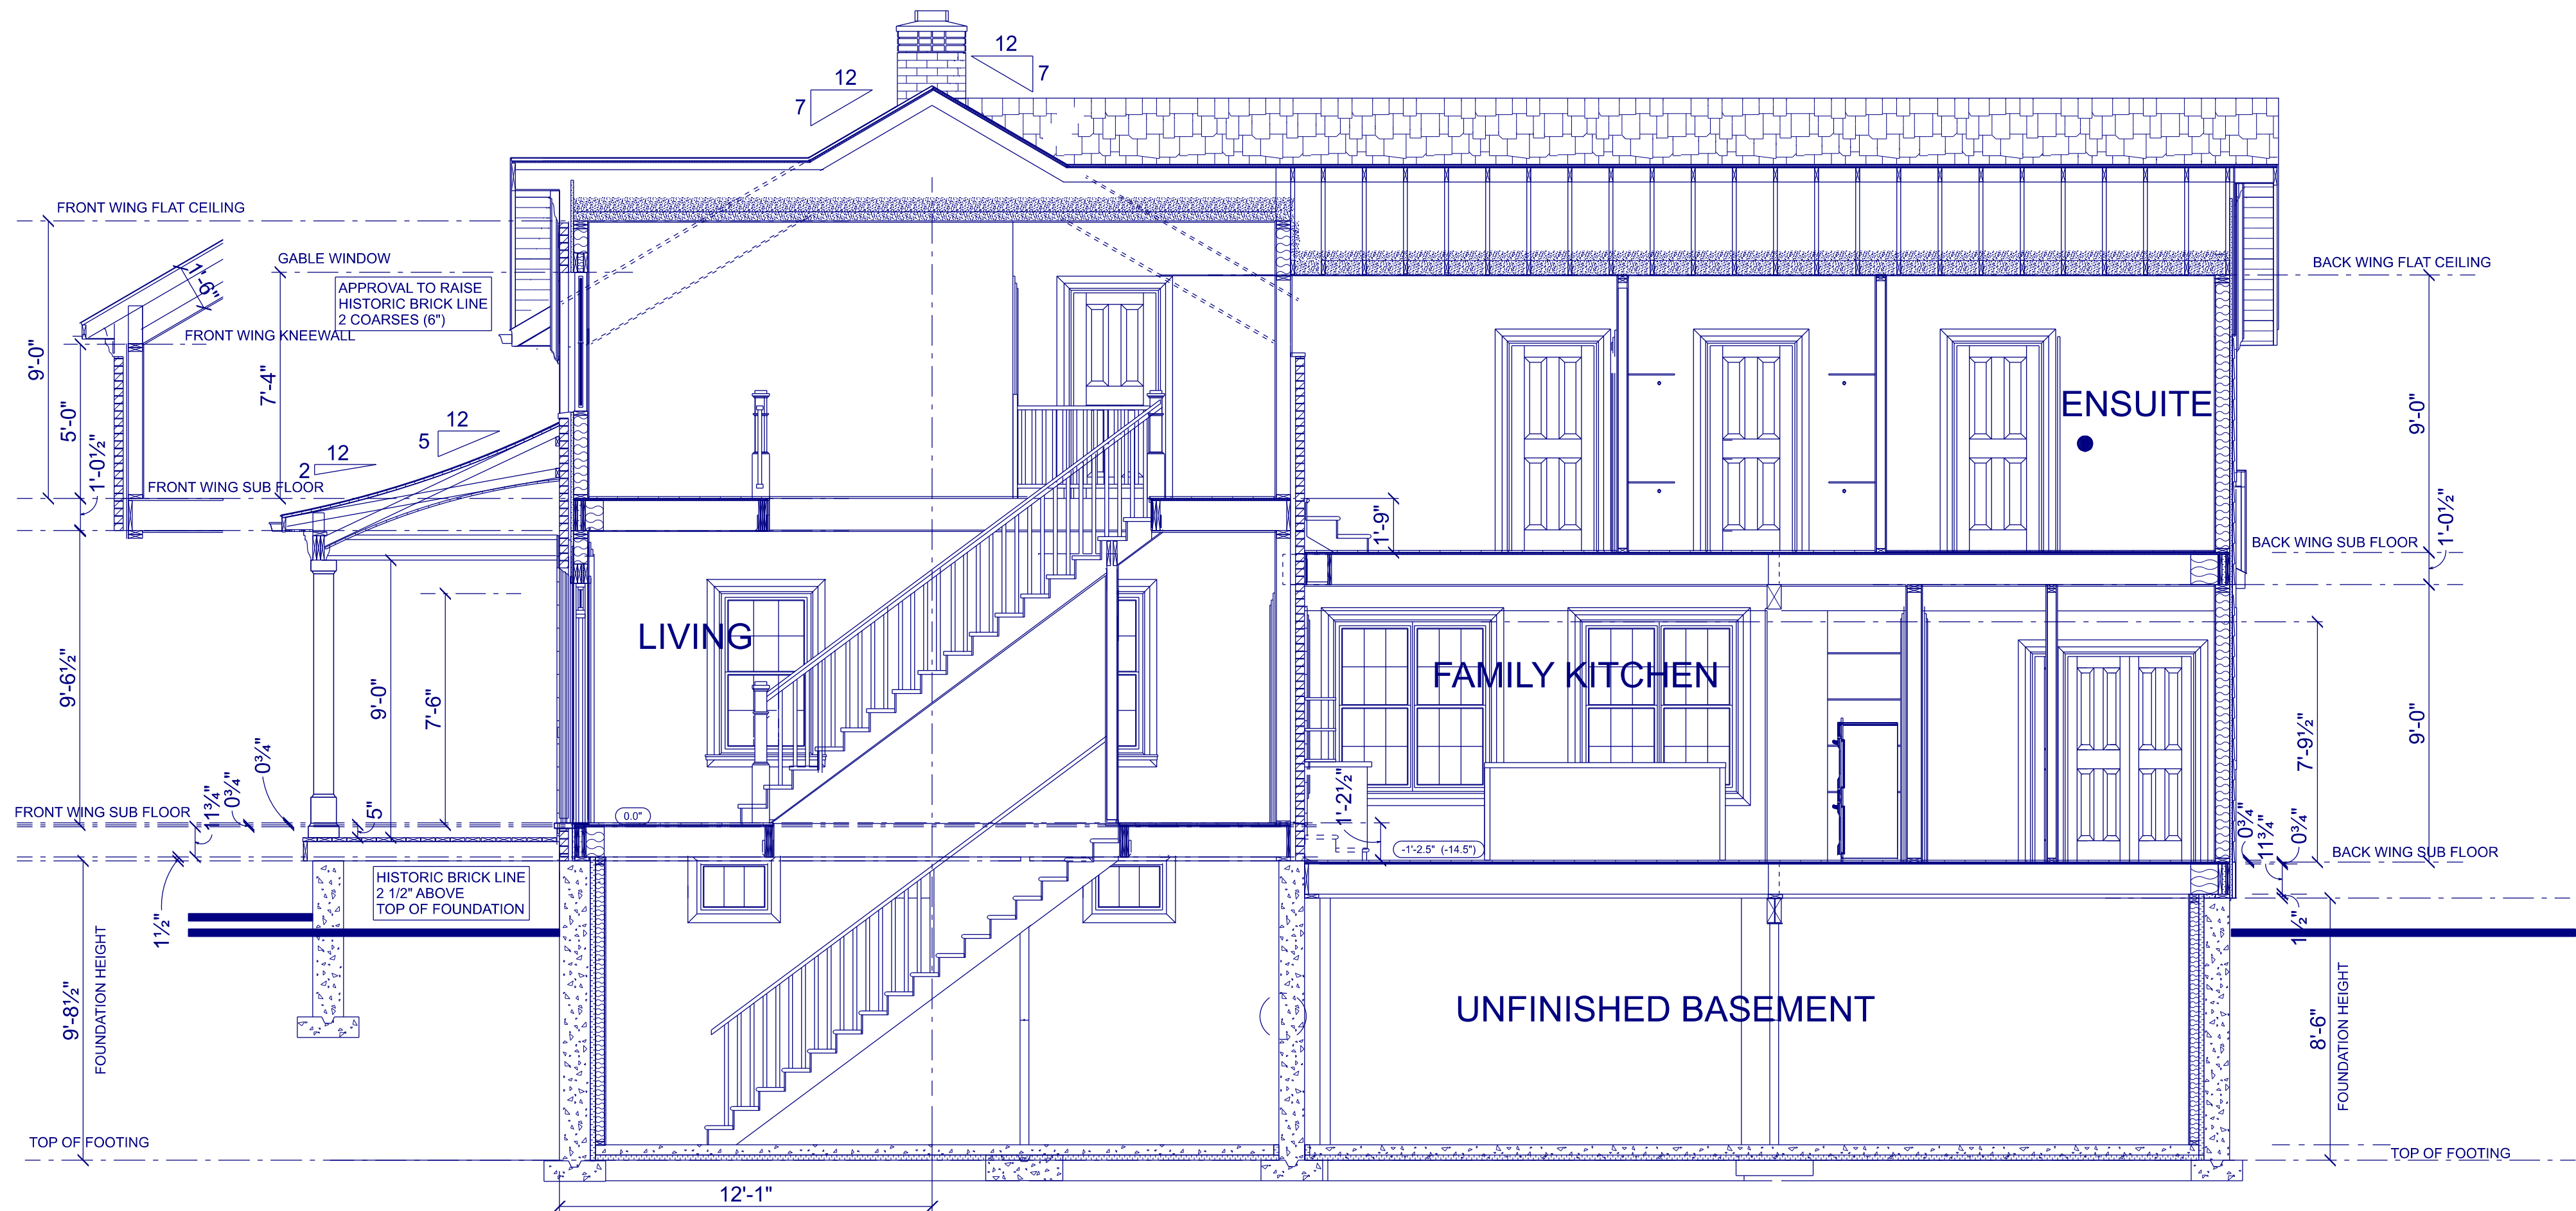 12
7
12
7
FRONT WING FLAT CEILING
GABLE WINDOW
APPROVAL TO RAISE
HISTORIC BRICK LINE
2 COARSES (6")
1'-6"
FRONT WING KNEEWALL
9'-0"
5'-0"
1'-0½"
7'-4"
12
5
12
2
FRONT WING SUB FLOOR
BACK WING FLAT CEILING
ENSUITE
9'-0"
1'-9"
1'-0½"
BACK WING SUB FLOOR
LIVING
FAMILY KITCHEN
9'-6½"
9'-0"
7'-6"
7'-9½"
9'-0"
FRONT WING SUB FLOOR
11¾"
0¾"
0¾"
5"
0.0"
1'-2½"
-1'-2.5" (-14.5")
0¾"
11¾"
0¾"
BACK WING SUB FLOOR
HISTORIC BRICK LINE
2 1/2" ABOVE
TOP OF FOUNDATION
1½"
1½"
9'-8½"
FOUNDATION HEIGHT
UNFINISHED BASEMENT
8'-6"
FOUNDATION HEIGHT
TOP OF FOOTING
TOP OF FOOTING
12'-1"